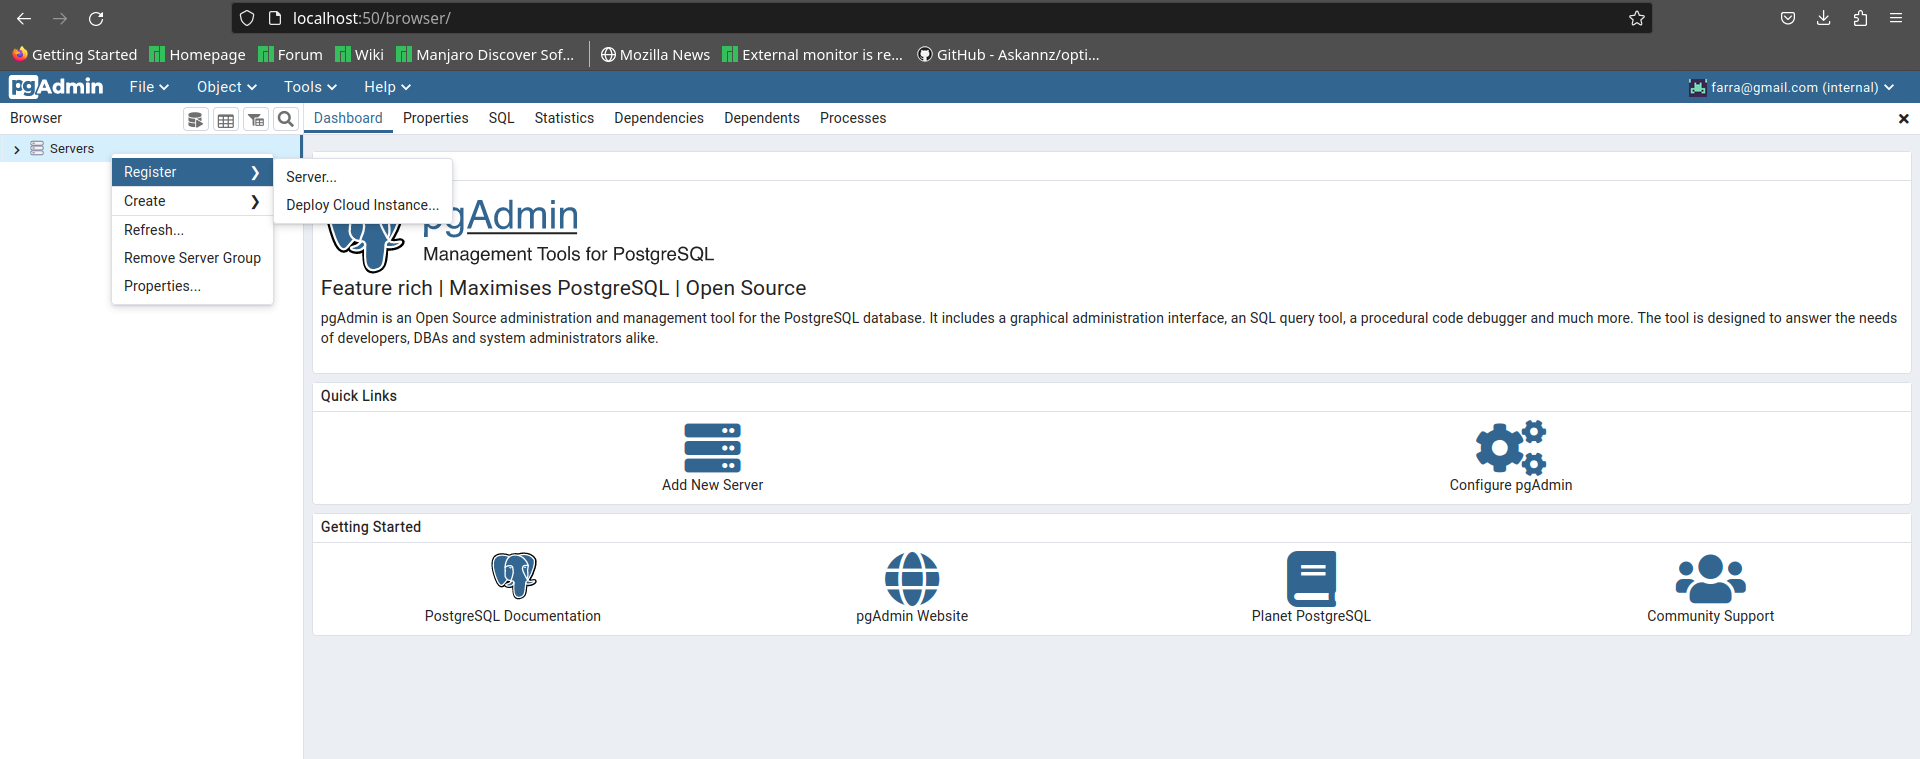 localhost:50/browser/
Getting Started Homepage Forum Wiki Manjaro Discover Sof... Mozilla News External monitor is re... GitHub - Askannz/opti...
pgAdmin File Object Tools Help farra@gmail.com (internal)
Browser Dashboard Properties SQL Statistics Dependencies Dependents Processes
Servers
Register
Create
Refresh...
Remove Server Group
Properties...
Server...
Deploy Cloud Instance...
pgAdmin
Management Tools for PostgreSQL
Feature rich | Maximises PostgreSQL | Open Source
pgAdmin is an Open Source administration and management tool for the PostgreSQL database. It includes a graphical administration interface, an SQL query tool, a procedural code debugger and much more. The tool is designed to answer the needs
of developers, DBAs and system administrators alike.
Quick Links
Add New Server Configure pgAdmin
Getting Started
PostgreSQL Documentation pgAdmin Website Planet PostgreSQL Community Support